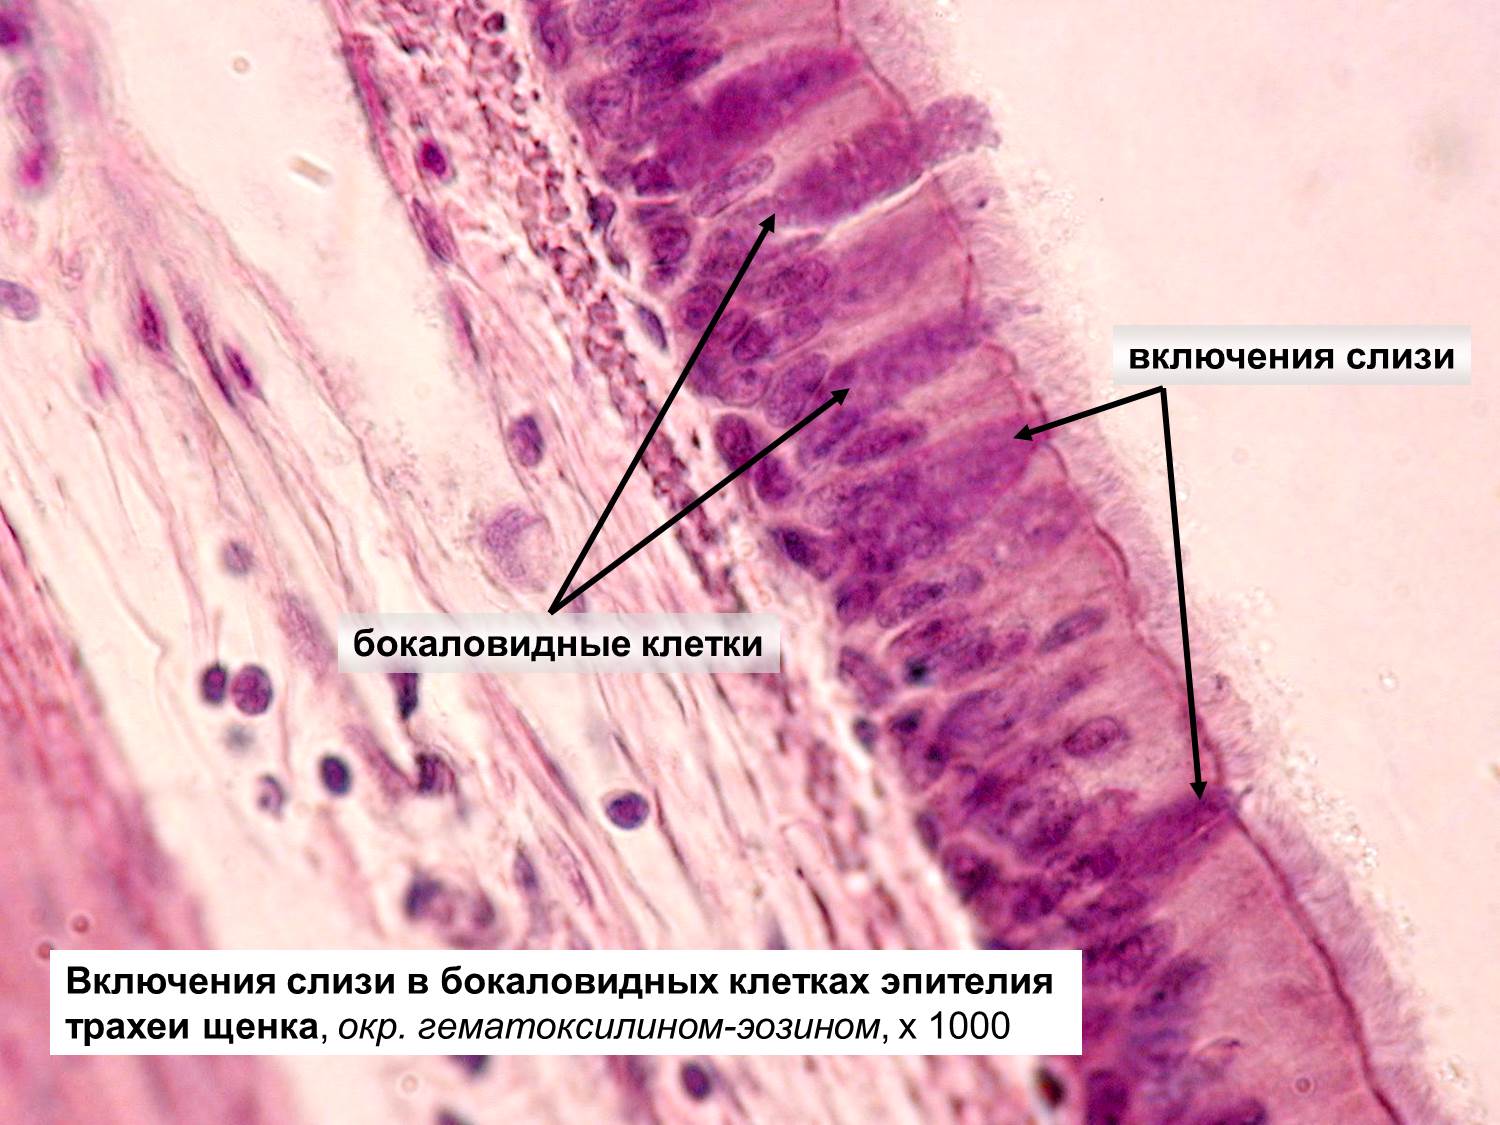 включения слизи
бокаловидные клетки
Включения слизи в бокаловидных клетках эпителия
трахеи щенка, окр. гематоксилином-эозином, х 1000